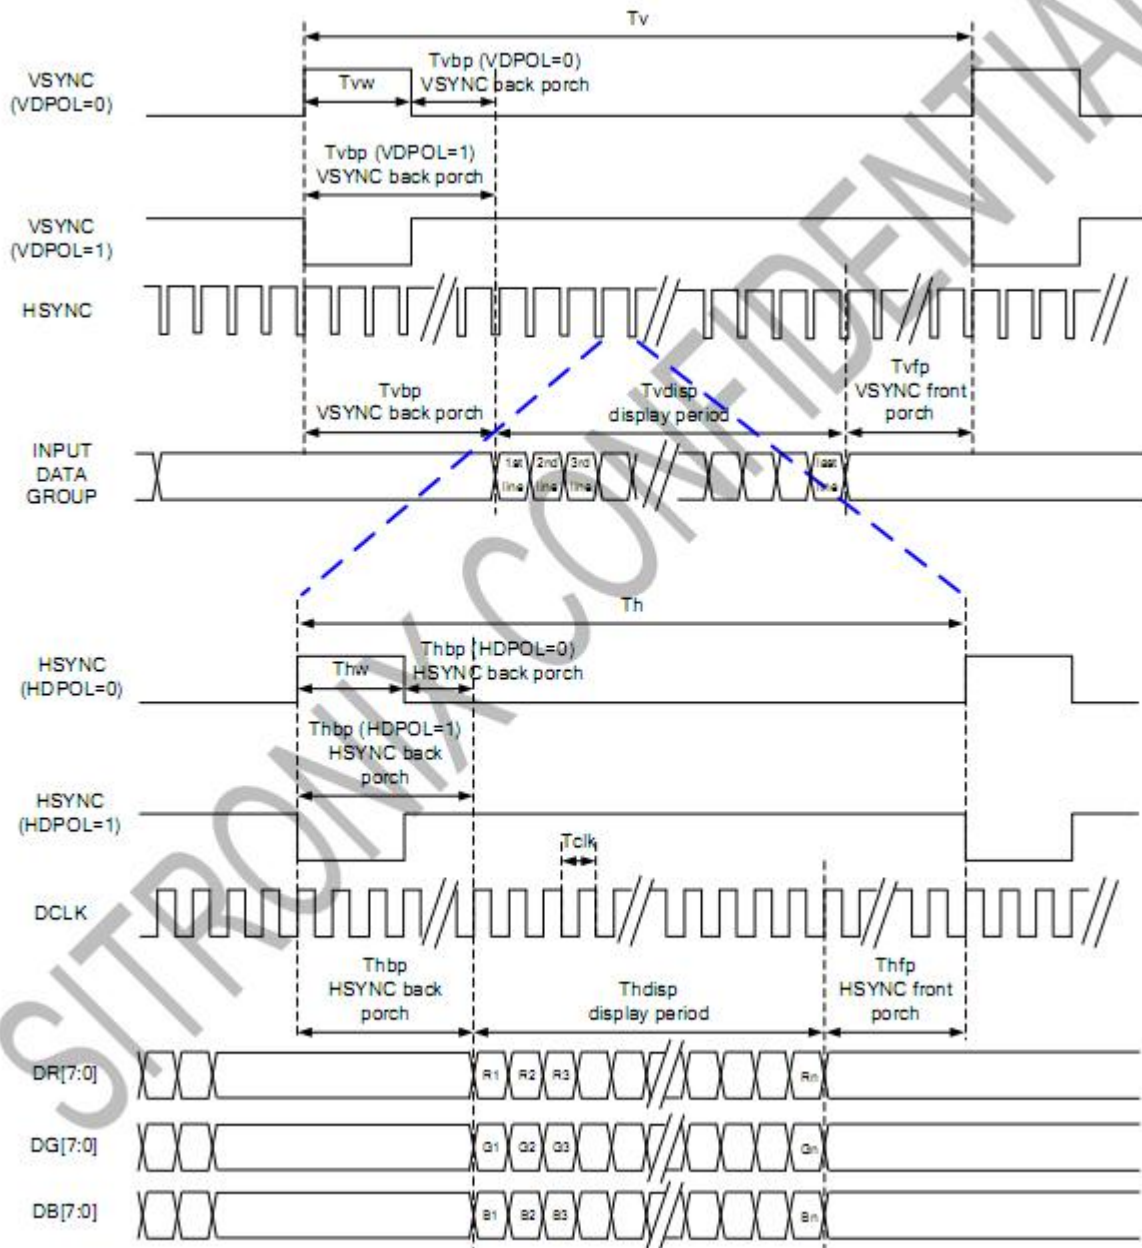 Tv
VSYNC
(VDPOL=0)
Tvw
Tvbp (VDPOL=0)
VSYNC back porch
Tvbp (VDPOL=1)
VSYNC back porch
VSYNC
(VDPOL=1)
HSYNC
Tvbp
VSYNC back porch
Tvdisp
display period
Tvfp
VSYNC front
porch
INPUT
DATA
GROUP
1st
line
2nd
line
3rd
line
last
line
Th
HSYNC
(HDPOL=0)
Thw
Thbp (HDPOL=0)
HSYNC back porch
Thbp (HDPOL=1)
HSYNC back
porch
HSYNC
(HDPOL=1)
Tclk
DCLK
Thbp
HSYNC back
porch
Thdisp
display period
Thfp
HSYNC front
porch
DR[7:0]
R1 R2 R3 Rn
DG[7:0]
G1 G2 G3 Gn
DB[7:0]
B1 B2 B3 Bn
SITRONIX CONFIDENTIAL